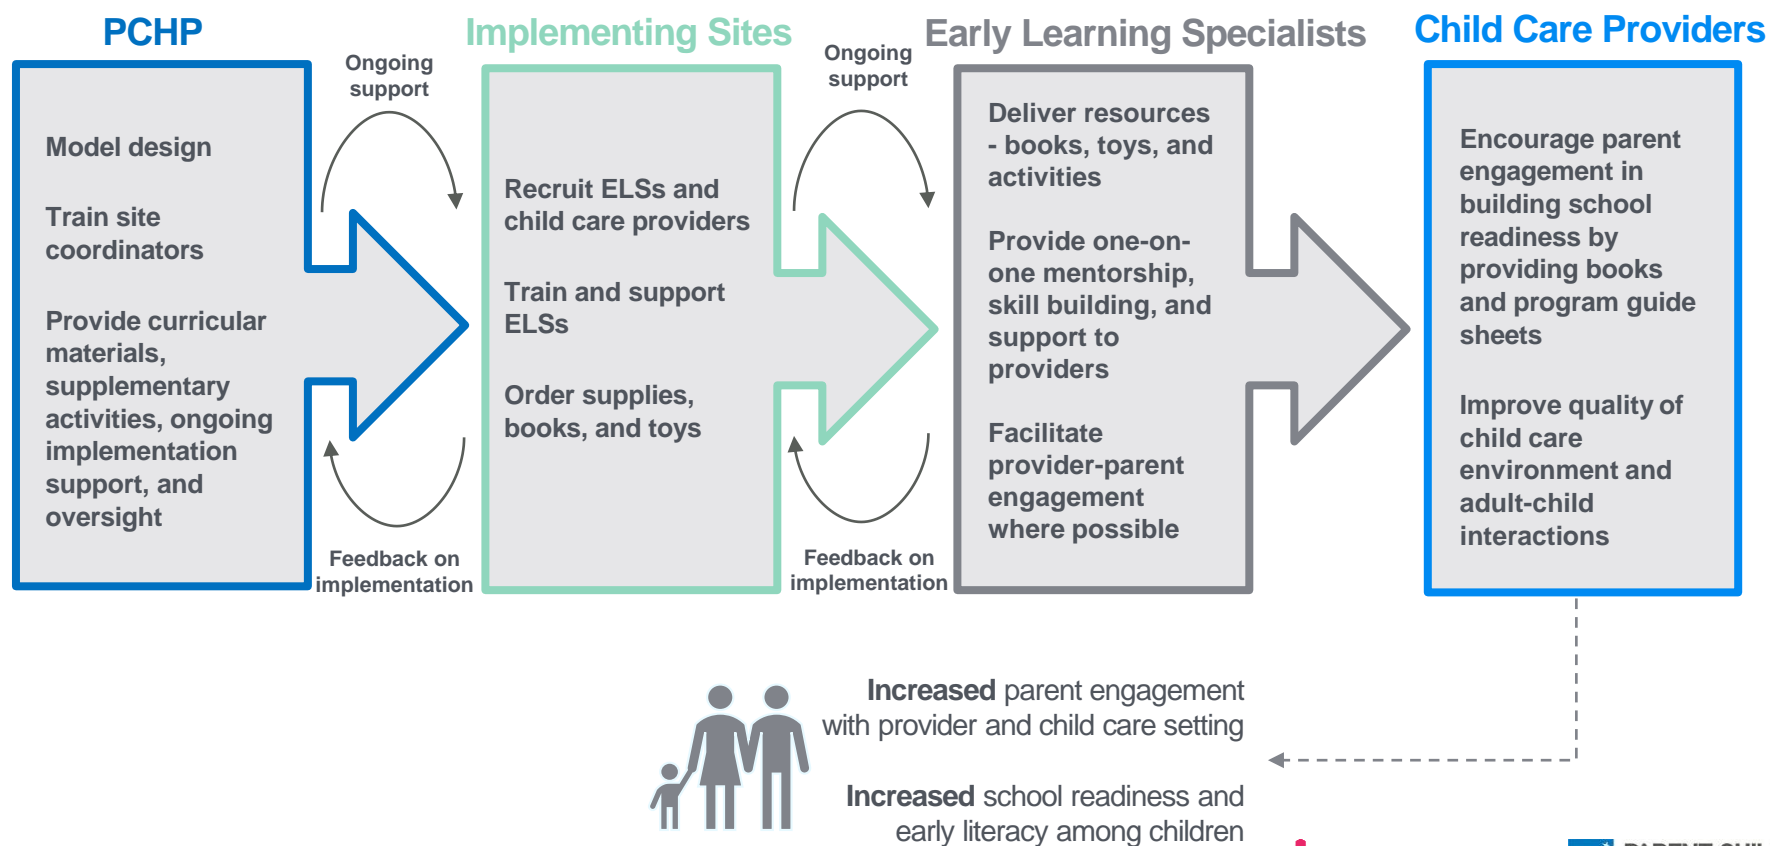 PCHP
Model design
Train site
coordinators
Provide curricular
materials,
supplementary
activities, ongoing
implementation
support, and
oversight
Ongoing
support
Feedback on
implementation
Implementing Sites
Recruit ELSs and
child care providers
Train and support
ELSs
Order supplies,
books, and toys
Ongoing
support
Feedback on
implementation
Early Learning Specialists
Deliver resources
- books, toys, and
activities
Provide one-on-
one mentorship,
skill building, and
support to
providers
Facilitate
provider-parent
engagement
where possible
Child Care Providers
Encourage parent
engagement in
building school
readiness by
providing books
and program guide
sheets
Improve quality of
child care
environment and
adult-child
interactions
Increased parent engagement
with provider and child care setting
Increased school readiness and
early literacy among children